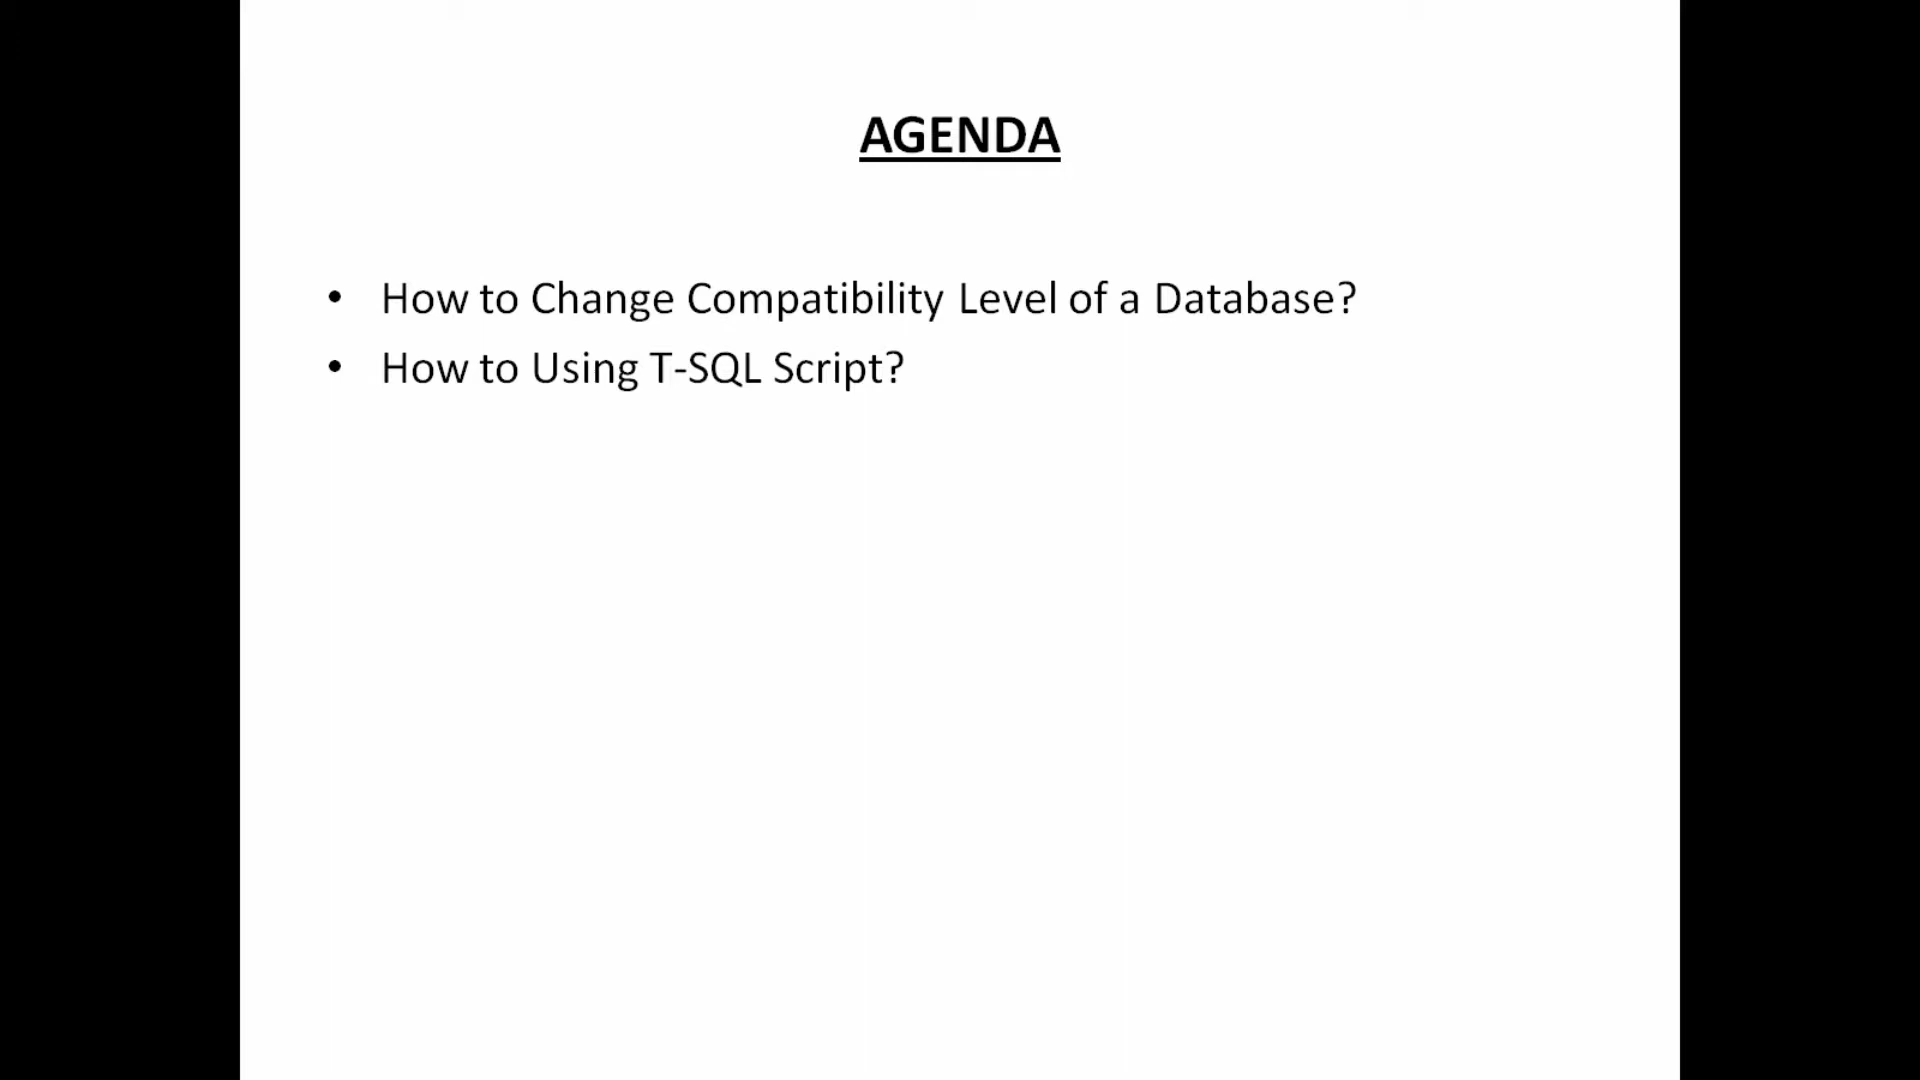 AGENDA
• How to Change Compatibility Level of a Database?
• How to Using T-SQL Script?